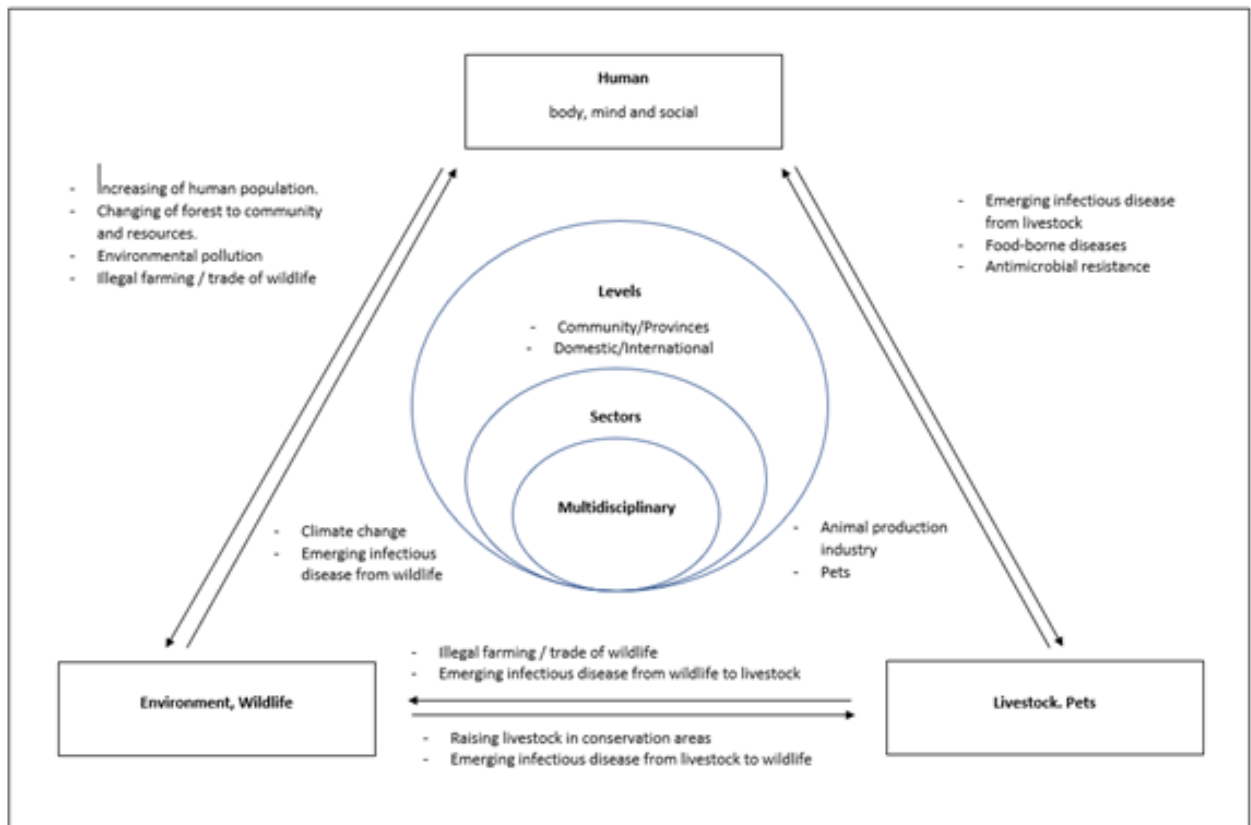 Human
body, mind and social
- Increasing of human population.
- Changing of forest to community
and resources.
- Environmental pollution
- Illegal farming / trade of wildlife
- Emerging infectious disease
from livestock
- Food-borne diseases
- Antimicrobial resistance
Levels
- Community/Provinces
- Domestic/International
Sectors
Multidisciplinary
- Climate change
- Emerging infectious
disease from wildlife
- Animal production
industry
- Pets
- Illegal farming / trade of wildlife
- Emerging infectious disease from wildlife to livestock
Environment, Wildlife
Livestock. Pets
- Raising livestock in conservation areas
- Emerging infectious disease from livestock to wildlife